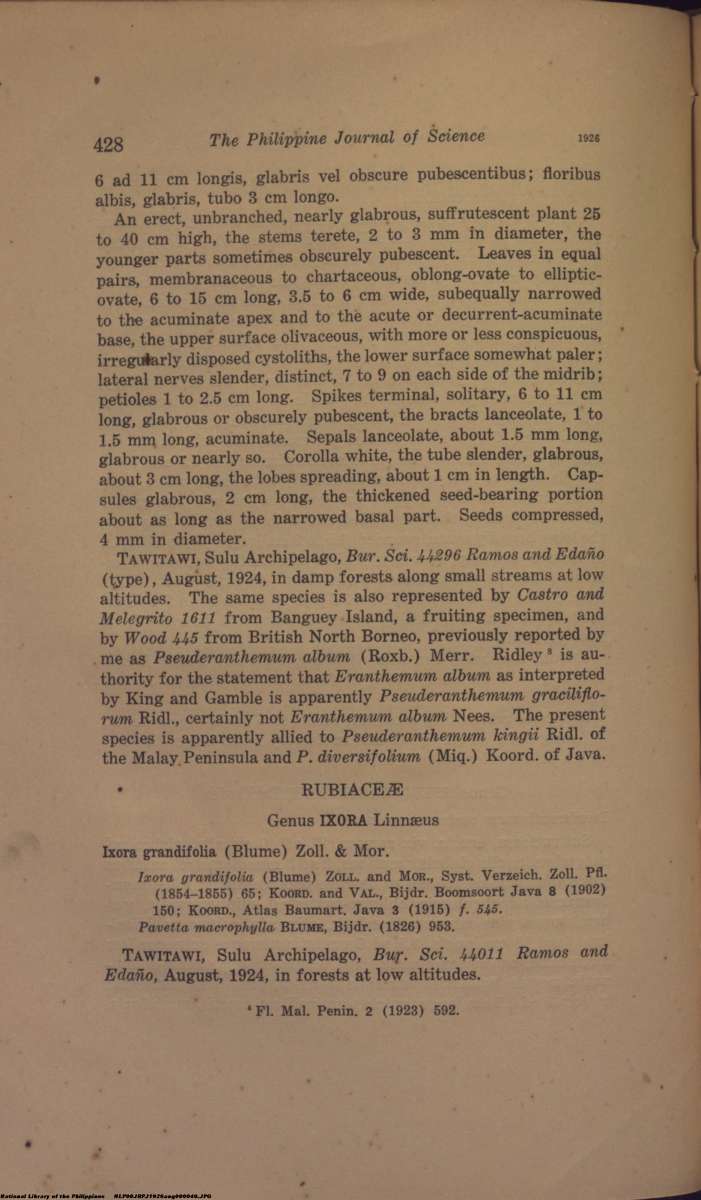 428 The Philippine Journal of Science 1926
6 ad 11 cm longis, glabris vel obscure pubescentibus; floribus
albis, glabris, tubo 3 cm longo.
An erect, unbranched, nearly glabrous, suffrutescent plant 25
to 40 cm high, the stems terete, 2 to 3 mm in diameter, the
younger parts sometimes obscurely pubescent. Leaves in equal
pairs, membranaceous to chartaceous, oblong-ovate to elliptic-
ovate, 6 to 15 cm long, 3.5 to 6 cm wide, subequally narrowed
to the acuminate apex and to the acute or decurrent-acuminate
base, the upper surface olivaceous, with more or less conspicuous,
irregularly disposed cystoliths, the lower surface somewhat paler;
lateral nerves slender, distinct, 7 to 9 on each side of the midrib;
petioles 1 to 2.5 cm long. Spikes terminal, solitary, 6 to 11 cm
long, glabrous or obscurely pubescent, the bracts lanceolate, 1 to
1.5 mm long, acuminate. Sepals lanceolate, about 1.5 mm long,
glabrous or nearly so. Corolla white, the tube slender, glabrous,
about 3 cm long, the lobes spreading, about 1 cm in length. Cap-
sules glabrous, 2 cm long, the thickened seed-bearing portion
about as long as the narrowed basal part. Seeds compressed,
4 mm in diameter.
TAWITAWI, Sulu Archipelago, Bur. Sci. 44296 Ramos and Edaño
(type), August, 1924, in damp forests along small streams at low
altitudes. The same species is also represented by Castro and
Melegrito 1611 from Banguey Island, a fruiting specimen, and
by Wood 445 from British North Borneo, previously reported by
me as Pseuderanthemum album (Roxb.) Merr. Ridley ⁸ is au-
thority for the statement that Eranthemum album as interpreted
by King and Gamble is apparently Pseuderanthemum graciliflo-
rum Ridl., certainly not Eranthemum album Nees. The present
species is apparently allied to Pseuderanthemum kingii Ridl. of
the Malay Peninsula and P. diversifolium (Miq.) Koord. of Java.
RUBIACEÆ
Genus IXORA Linnæus
Ixora grandifolia (Blume) Zoll. & Mor.
Ixora grandifolia (Blume) ZOLL. and MOR., Syst. Verzeich. Zoll. Pfl.
(1854–1855) 65; KOORD. and VAL., Bijdr. Boomsoort Java 8 (1902)
150; KOORD., Atlas Baumart. Java 3 (1915) f. 545.
Pavetta macrophylla BLUME, Bijdr. (1826) 953.
TAWITAWI, Sulu Archipelago, Bur. Sci. 44011 Ramos and
Edaño, August, 1924, in forests at low altitudes.
Fl. Mal. Penin. 2 (1923) 592.
National Library of the Philippines